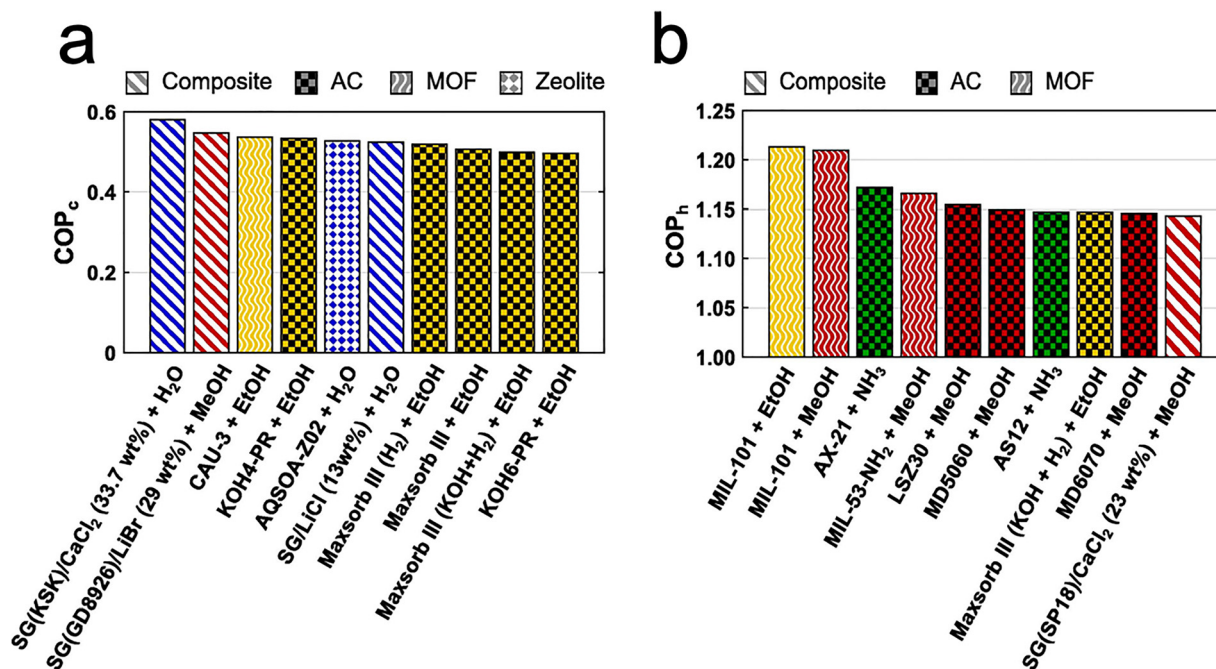 a
Composite AC MOF Zeolite
0.6
0.4
0.2
0
COPc
SG(KSK)/CaCl₂ (33.7 wt%) + H₂O
SG(GD8926)/LiBr (29 wt%) + MeOH
CAU-3 + EtOH
KOH4-PR + EtOH
AQSOA-Z02 + H₂O
SG/LiCl (13wt%) + H₂O
Maxsorb III (H₂) + EtOH
Maxsorb III + EtOH
Maxsorb III (KOH+H₂) + EtOH
KOH6-PR + EtOH
b
Composite AC MOF
1.25
1.20
1.15
1.10
1.05
1.00
COPh
MIL-101 + EtOH
MIL-101 + MeOH
AX-21 + NH₃
MIL-53-NH₂ + MeOH
LSZ30 + MeOH
MD5060 + MeOH
AS12 + NH₃
Maxsorb III (KOH + H₂) + EtOH
MD6070 + MeOH
SG(SP18)/CaCl₂ (23 wt%) + MeOH